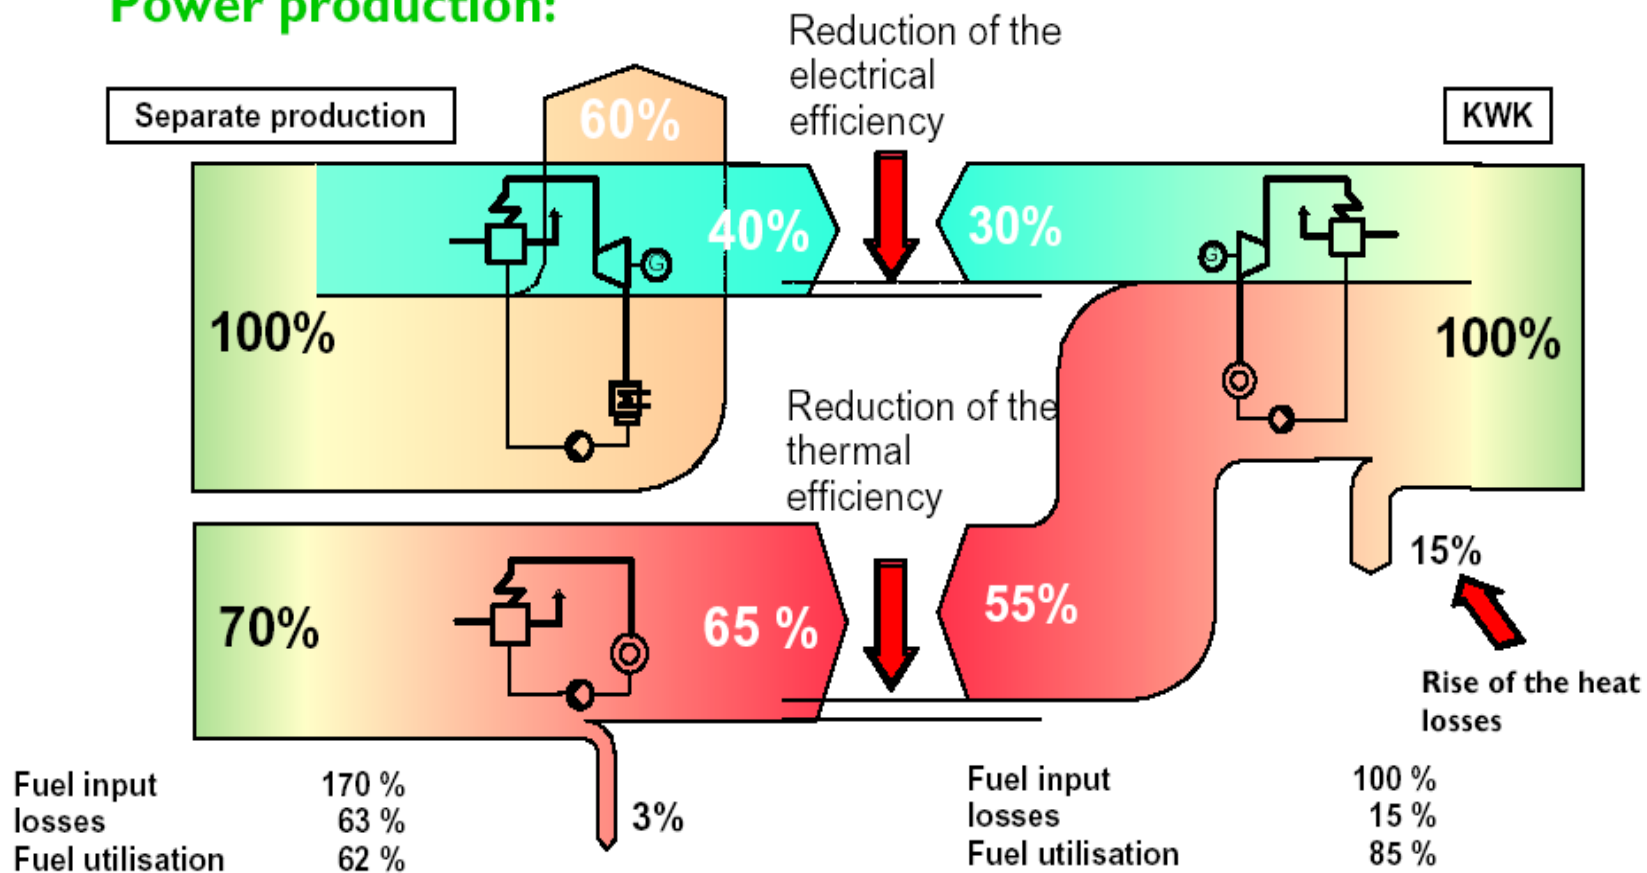 Power production:
Reduction of the
electrical
efficiency
Separate production
KWK
60%
40%
30%
G
G
100%
100%
Reduction of the
thermal
efficiency
15%
70%
65 %
55%
Rise of the heat
losses
3%
Fuel input 170 %
losses 63 %
Fuel utilisation 62 %
Fuel input 100 %
losses 15 %
Fuel utilisation 85 %